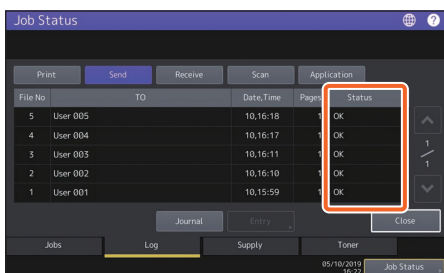 Job Status
?
Print Send Receive Scan Application
File No TO Date,Time Pages Status
5 User 005 10,16:18 1 OK
4 User 004 10,16:17 1 OK
3 User 003 10,16:11 1 OK
1
2 User 002 10,16:10 1 OK
1
1 User 001 10,15:59 1 OK
Journal Entry Close
Jobs Log Supply Toner
05/10/2019
16:22
Job Status